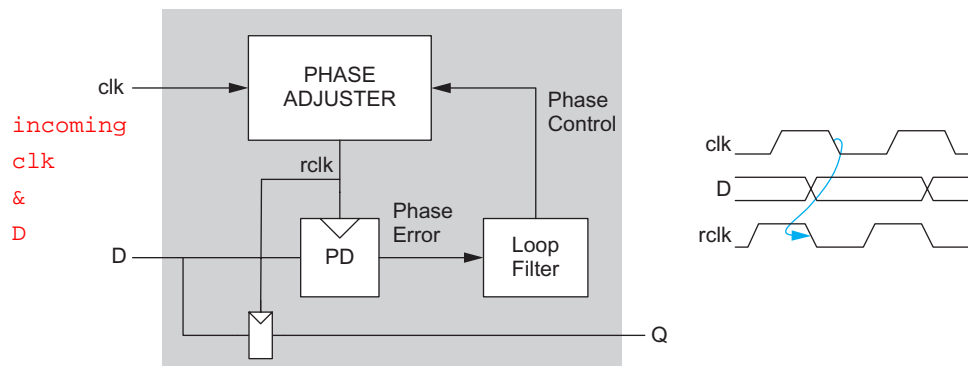 PHASE
ADJUSTER
clk
incoming
clk
&
D
Phase
Control
rclk
Phase
Error
D
PD
Loop
Filter
Q
clk
D
rclk